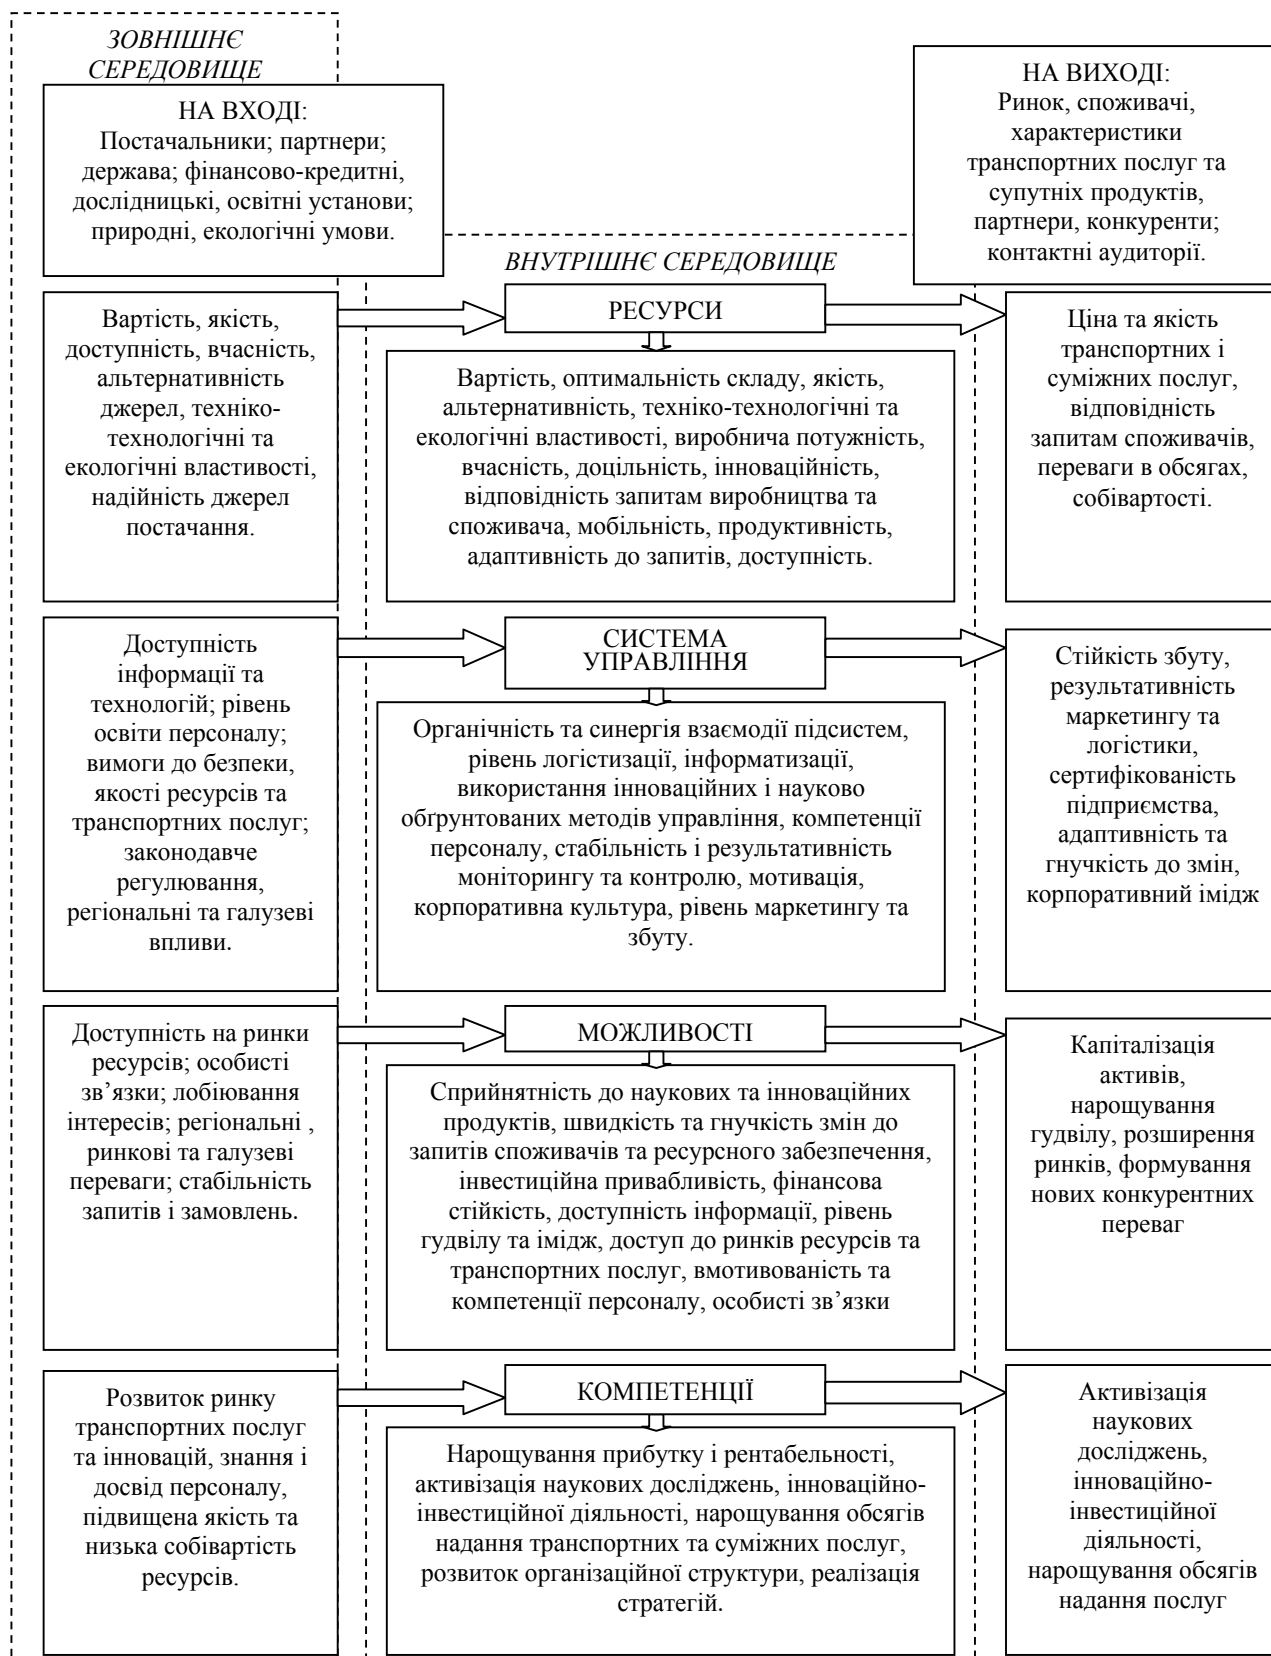 ЗОВНІШНЄ
СЕРЕДОВИЩЕ
НА ВХОДІ:
Постачальники; партнери;
держава; фінансово-кредитні,
дослідницькі, освітні установи;
природні, екологічні умови.
НА ВИХОДІ:
Ринок, споживачі,
характеристики
транспортних послуг та
супутніх продуктів,
партнери, конкуренти;
контактні аудиторії.
ВНУТРІШНЄ СЕРЕДОВИЩЕ
Вартість, якість,
доступність, вчасність,
альтернативність
джерел, техніко-
технологічні та
екологічні властивості,
надійність джерел
постачання.
РЕСУРСИ
Вартість, оптимальність складу, якість,
альтернативність, техніко-технологічні та
екологічні властивості, виробнича потужність,
вчасність, доцільність, інноваційність,
відповідність запитам виробництва та
споживача, мобільність, продуктивність,
адаптивність до запитів, доступність.
Ціна та якість
транспортних і
суміжних послуг,
відповідність
запитам споживачів,
переваги в обсягах,
собівартості.
Доступність
інформації та
технологій; рівень
освіти персоналу;
вимоги до безпеки,
якості ресурсів та
транспортних послуг;
законодавче
регулювання,
регіональні та галузеві
впливи.
СИСТЕМА
УПРАВЛІННЯ
Органічність та синергія взаємодії підсистем,
рівень логістизації, інформатизації,
використання інноваційних і науково
обґрунтованих методів управління, компетенції
персоналу, стабільність і результативність
моніторингу та контролю, мотивація,
корпоративна культура, рівень маркетингу та
збуту.
Стійкість збуту,
результативність
маркетингу та
логістики,
сертифікованість
підприємства,
адаптивність та
гнучкість до змін,
корпоративний імідж
Доступність на ринки
ресурсів; особисті
зв’язки; лобіювання
інтересів; регіональні ,
ринкові та галузеві
переваги; стабільність
запитів і замовлень.
МОЖЛИВОСТІ
Сприйнятність до наукових та інноваційних
продуктів, швидкість та гнучкість змін до
запитів споживачів та ресурсного забезпечення,
інвестиційна привабливість, фінансова
стійкість, доступність інформації, рівень
гудвілу та імідж, доступ до ринків ресурсів та
транспортних послуг, вмотивованість та
компетенції персоналу, особисті зв’язки
Капіталізація
активів,
нарощування
гудвілу, розширення
ринків, формування
нових конкурентних
переваг
Розвиток ринку
транспортних послуг
та інновацій, знання і
досвід персоналу,
підвищена якість та
низька собівартість
ресурсів.
КОМПЕТЕНЦІЇ
Нарощування прибутку і рентабельності,
активізація наукових досліджень, інноваційно-
інвестиційної діяльності, нарощування обсягів
надання транспортних та суміжних послуг,
розвиток організаційної структури, реалізація
стратегій.
Активізація
наукових
досліджень,
інноваційно-
інвестиційної
діяльності,
нарощування обсягів
надання послуг